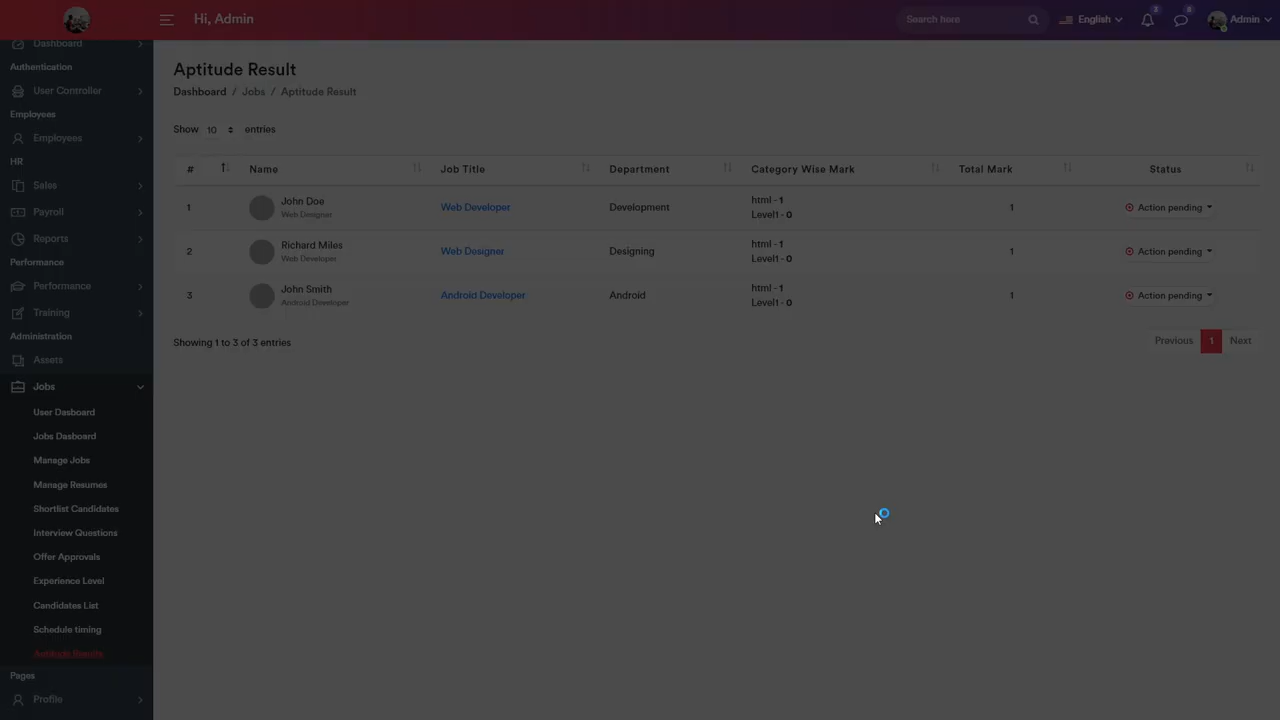 Hi, Admin
Search here
English
3
8
Admin
Dashboard
Authentication
User Controller
Employees
Employees
HR
Sales
Payroll
Reports
Performance
Performance
Training
Administration
Assets
Jobs
User Dasboard
Jobs Dasboard
Manage Jobs
Manage Resumes
Shortlist Candidates
Interview Questions
Offer Approvals
Experience Level
Candidates List
Schedule timing
Aptitude Results
Pages
Profile
Aptitude Result
Dashboard / Jobs / Aptitude Result
Show 10 entries
# Name Job Title Department Category Wise Mark Total Mark Status
1 John Doe Web Developer Development html - 1 1 Action pending
Web Designer Level1 - 0
2 Richard Miles Web Designer Designing html - 1 1 Action pending
Web Developer Level1 - 0
3 John Smith Android Developer Android html - 1 1 Action pending
Android Developer Level1 - 0
Showing 1 to 3 of 3 entries
Previous 1 Next